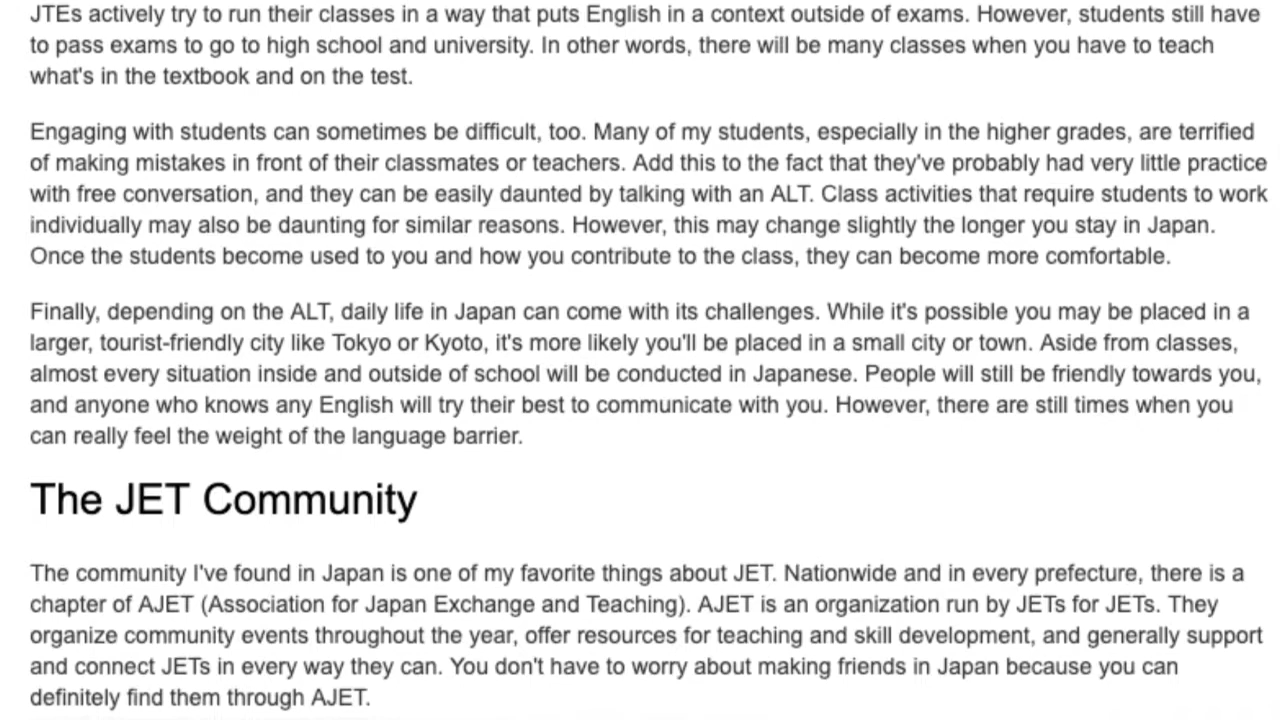 JTEs actively try to run their classes in a way that puts English in a context outside of exams. However, students still have
to pass exams to go to high school and university. In other words, there will be many classes when you have to teach
what's in the textbook and on the test.
Engaging with students can sometimes be difficult, too. Many of my students, especially in the higher grades, are terrified
of making mistakes in front of their classmates or teachers. Add this to the fact that they've probably had very little practice
with free conversation, and they can be easily daunted by talking with an ALT. Class activities that require students to work
individually may also be daunting for similar reasons. However, this may change slightly the longer you stay in Japan.
Once the students become used to you and how you contribute to the class, they can become more comfortable.
Finally, depending on the ALT, daily life in Japan can come with its challenges. While it's possible you may be placed in a
larger, tourist-friendly city like Tokyo or Kyoto, it's more likely you'll be placed in a small city or town. Aside from classes,
almost every situation inside and outside of school will be conducted in Japanese. People will still be friendly towards you,
and anyone who knows any English will try their best to communicate with you. However, there are still times when you
can really feel the weight of the language barrier.
The JET Community
The community I've found in Japan is one of my favorite things about JET. Nationwide and in every prefecture, there is a
chapter of AJET (Association for Japan Exchange and Teaching). AJET is an organization run by JETs for JETs. They
organize community events throughout the year, offer resources for teaching and skill development, and generally support
and connect JETs in every way they can. You don't have to worry about making friends in Japan because you can
definitely find them through AJET.